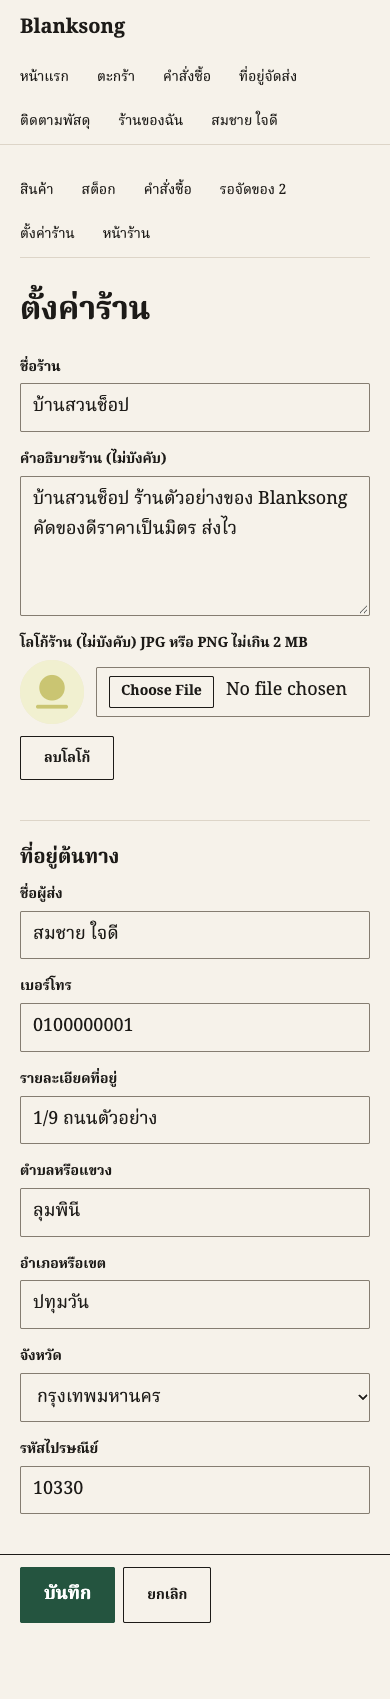 Blanksong
หน้าแรก ตะกร้า คำสั่งซื้อ ที่อยู่จัดส่ง
ติดตามพัสดุ ร้านของฉัน สมชาย ใจดี
สินค้า สต็อก คำสั่งซื้อ รอจัดของ 2
ตั้งค่าร้าน หน้าร้าน
ตั้งค่าร้าน
ชื่อร้าน
บ้านสวนช็อป
คำอธิบายร้าน (ไม่บังคับ)
บ้านสวนช็อป ร้านตัวอย่างของ Blanksong
คัดของดีราคาเป็นมิตร ส่งไว
โลโก้ร้าน (ไม่บังคับ) JPG หรือ PNG ไม่เกิน 2 MB
Choose File No file chosen
ลบโลโก้
ที่อยู่ต้นทาง
ชื่อผู้ส่ง
สมชาย ใจดี
เบอร์โทร
0100000001
รายละเอียดที่อยู่
1/9 ถนนตัวอย่าง
ตำบลหรือแขวง
ลุมพินี
อำเภอหรือเขต
ปทุมวัน
จังหวัด
กรุงเทพมหานคร
รหัสไปรษณีย์
10330
บันทึก ยกเลิก